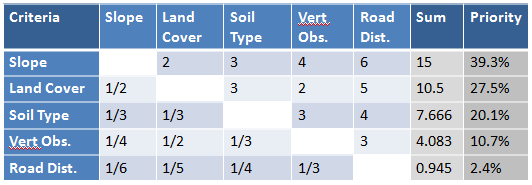 Criteria Slope Land Cover Soil Type Vert Obs. Road Dist. Sum Priority
Slope 2 3 4 6 15 39.3%
Land Cover 1/2 3 2 5 10.5 27.5%
Soil Type 1/3 1/3 3 4 7.666 20.1%
Vert Obs. 1/4 1/2 1/3 3 4.083 10.7%
Road Dist. 1/6 1/5 1/4 1/3 0.945 2.4%